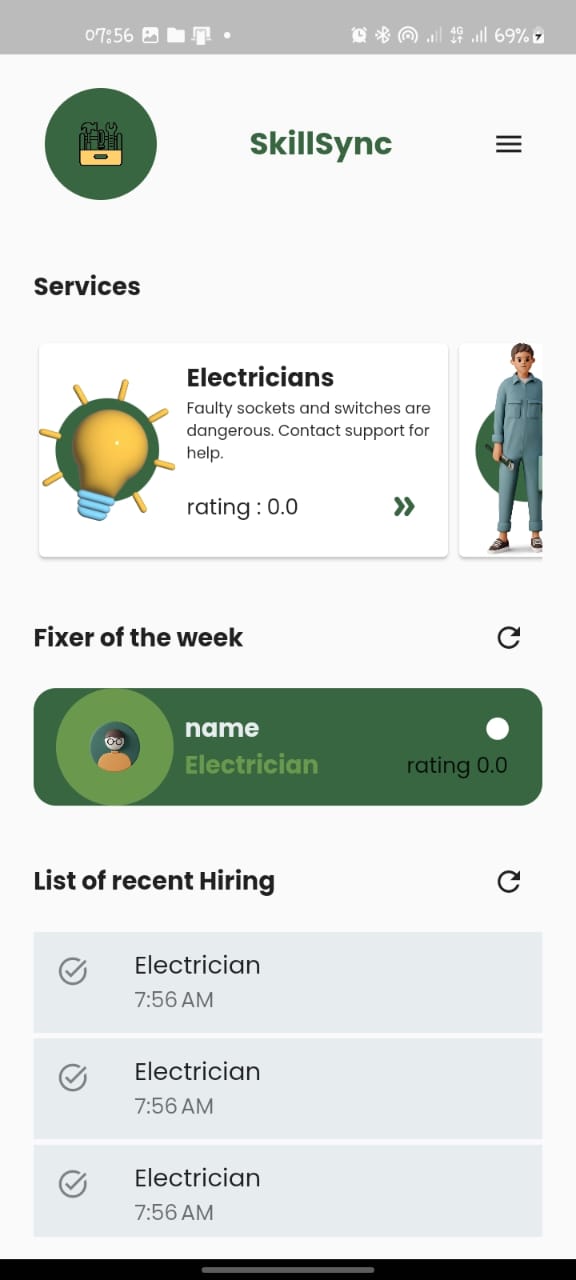 07:56
4G
69%
SkillSync
Services
Electricians
Faulty sockets and switches are
dangerous. Contact support for
help.
rating : 0.0
Fixer of the week
name
Electrician
rating 0.0
List of recent Hiring
Electrician
7:56 AM
Electrician
7:56 AM
Electrician
7:56 AM